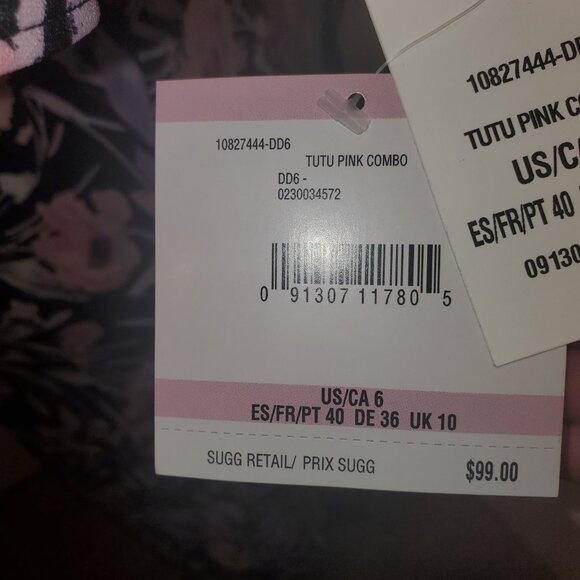 10827444-DD6
TUTU PINK COMBO
DD6 -
0230034572
0 91307 11780 5
US/CA 6
ES/FR/PT 40 DE 36 UK 10
SUGG RETAIL/ PRIX SUGG $99.00
10827444-DD
TUTU PINK CO
US/CA
ES/FR/PT 40
09130